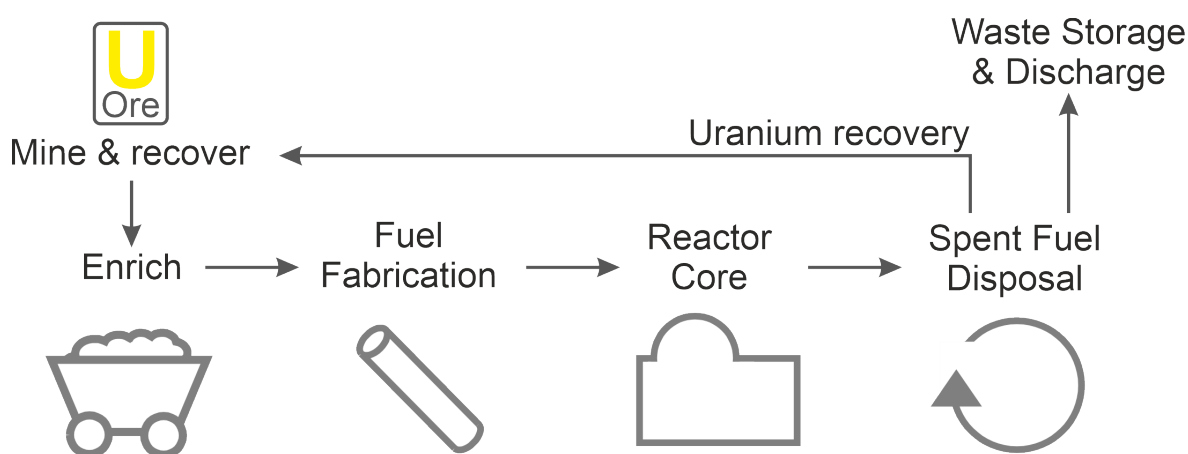 U
Ore
Mine & recover
Waste Storage
& Discharge
Uranium recovery
Enrich
Fuel
Fabrication
Reactor
Core
Spent Fuel
Disposal